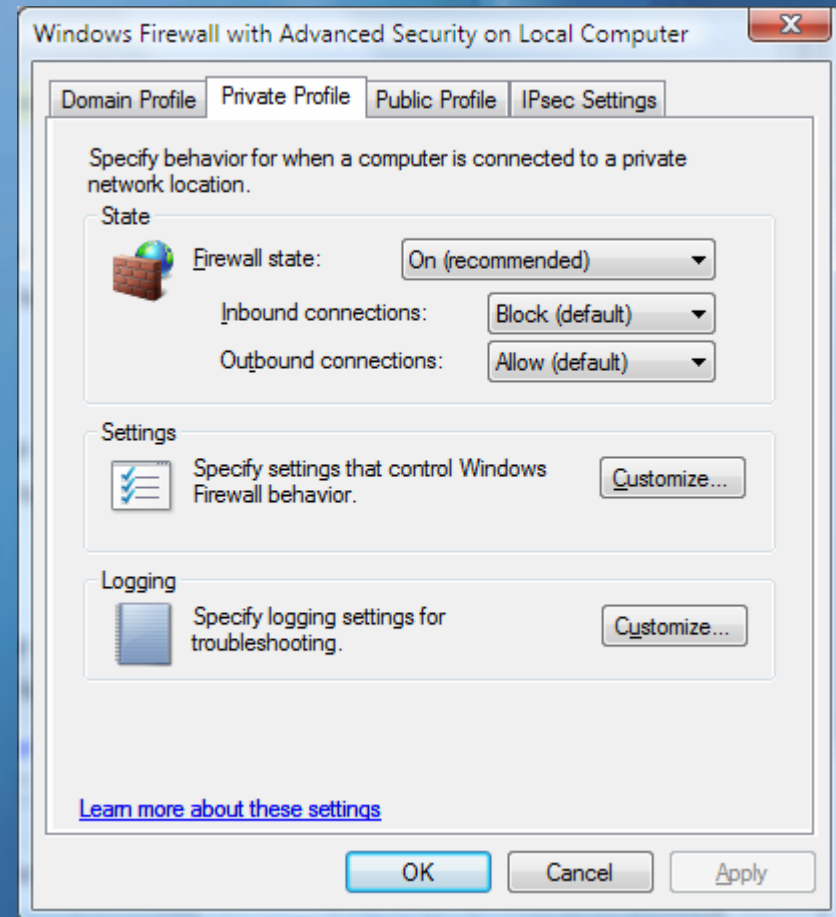 Windows Firewall with Advanced Security on Local Computer
Domain Profile Private Profile Public Profile IPsec Settings
Specify behavior for when a computer is connected to a private
network location.
State
Firewall state: On (recommended)
Inbound connections: Block (default)
Outbound connections: Allow (default)
Settings
Specify settings that control Windows
Firewall behavior.
Customize...
Logging
Specify logging settings for
troubleshooting.
Customize...
Learn more about these settings
OK Cancel Apply